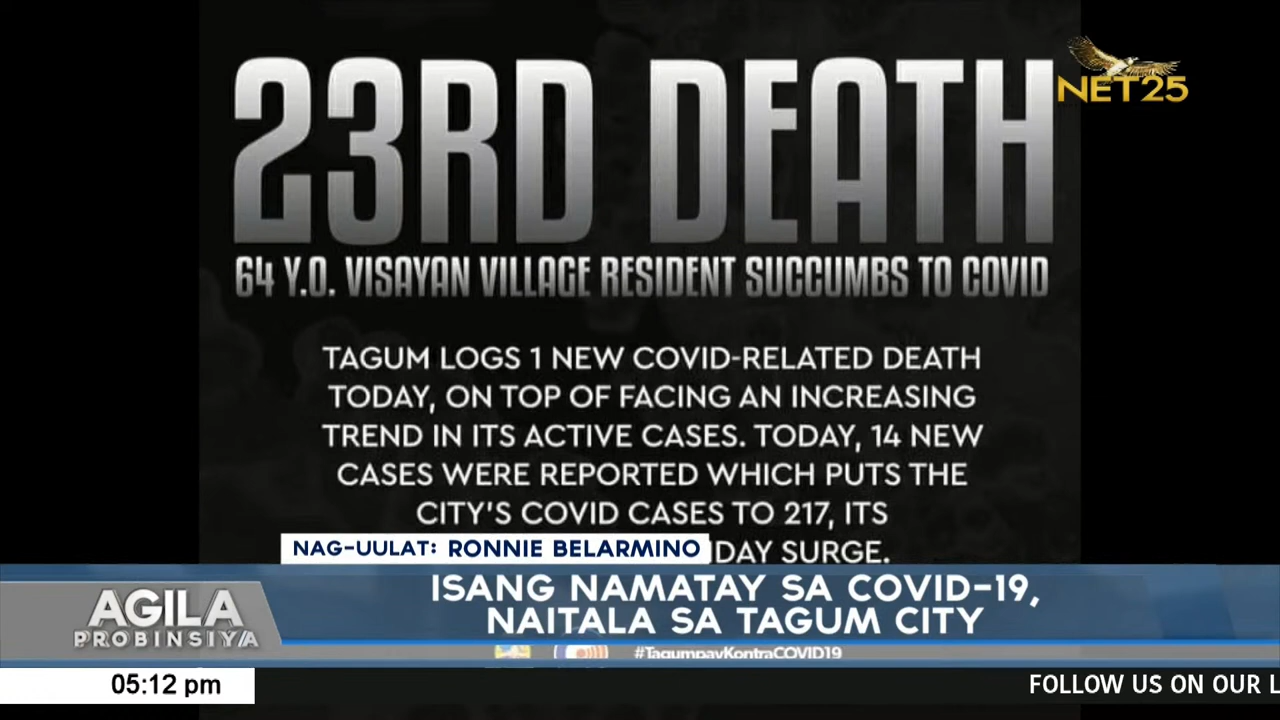 23RD DEATH
NET25
64 Y.O. VISAYAN VILLAGE RESIDENT SUCCUMBS TO COVID
TAGUM LOGS 1 NEW COVID-RELATED DEATH
TODAY, ON TOP OF FACING AN INCREASING
TREND IN ITS ACTIVE CASES. TODAY, 14 NEW
CASES WERE REPORTED WHICH PUTS THE
CITY'S COVID CASES TO 217, ITS
SURGE.
NAG-UULAT: RONNIE BELARMINO
ISANG NAMATAY SA COVID-19,
NAITALA SA TAGUM CITY
AGILA
PROBINSIYA
#TagumpayKontraCOVID19
05:12 pm
FOLLOW US ON OUR